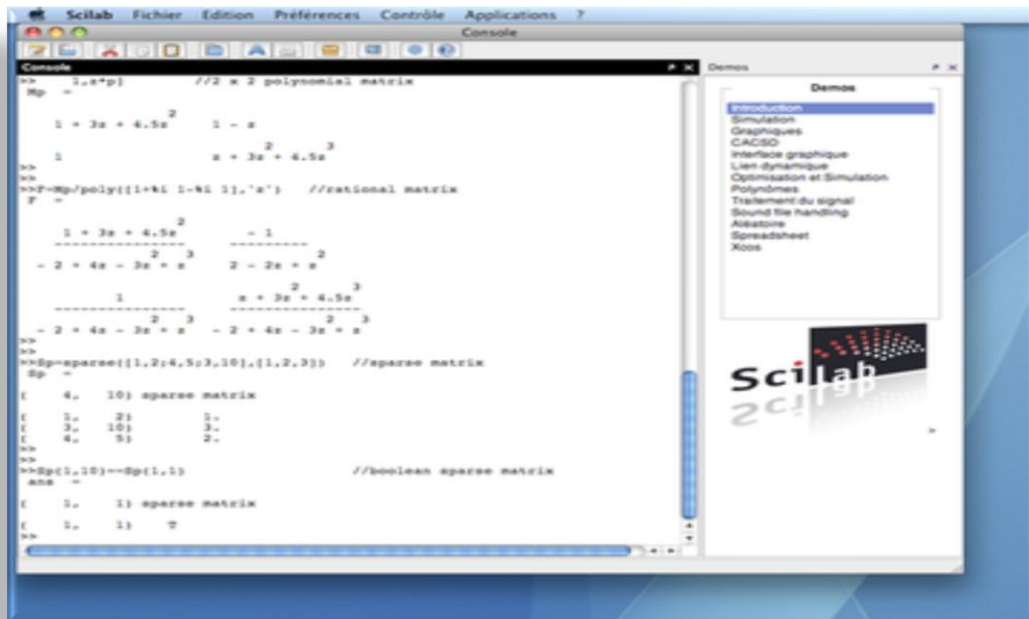 Scilab Fichier Edition Préférences Contrôle Applications ?
Console
Console
>> 1,s*p] //2 x 2 polynomial matrix
Mp =
2
1 + 3s + 4.5s 1 - s
2 3
1 s + 3s + 4.5s
>>
>>
>>F=Mp/poly([1+%i 1-%i 1],'s') //rational matrix
F =
2
1 + 3s + 4.5s - 1
--------------- ---------
2 3 2
- 2 + 4s - 3s + s 2 - 2s + s
2 3
1 s + 3s + 4.5s
--------------- ---------------
2 3 2 3
- 2 + 4s - 3s + s - 2 + 4s - 3s + s
>>
>>
>>Sp=sparse([1,2;4,5;3,10],[1,2,3]) //sparse matrix
Sp =
( 4, 10) sparse matrix
( 1, 2) 1.
( 3, 10) 3.
( 4, 5) 2.
>>
>>
>>Sp(1,10)==Sp(1,1) //boolean sparse matrix
ans =
( 1, 1) sparse matrix
( 1, 1) T
>>
Demos
Demos
Introduction
Simulation
Graphiques
CACSD
Interface graphique
Lien dynamique
Optimisation et Simulation
Polynômes
Traitement du signal
Sound file handling
Aléatoire
Spreadsheet
Xcos
Scilab